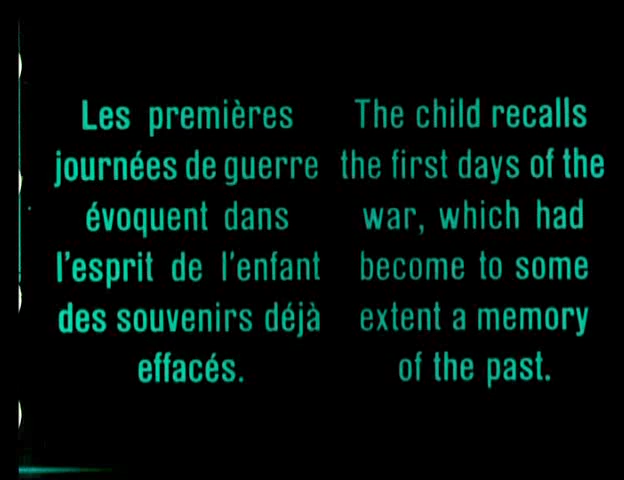 Les premières
journées de guerre
évoquent dans
l'esprit de l'enfant
des souvenirs déjà
effacés.
The child recalls
the first days of the
war, which had
become to some
extent a memory
of the past.